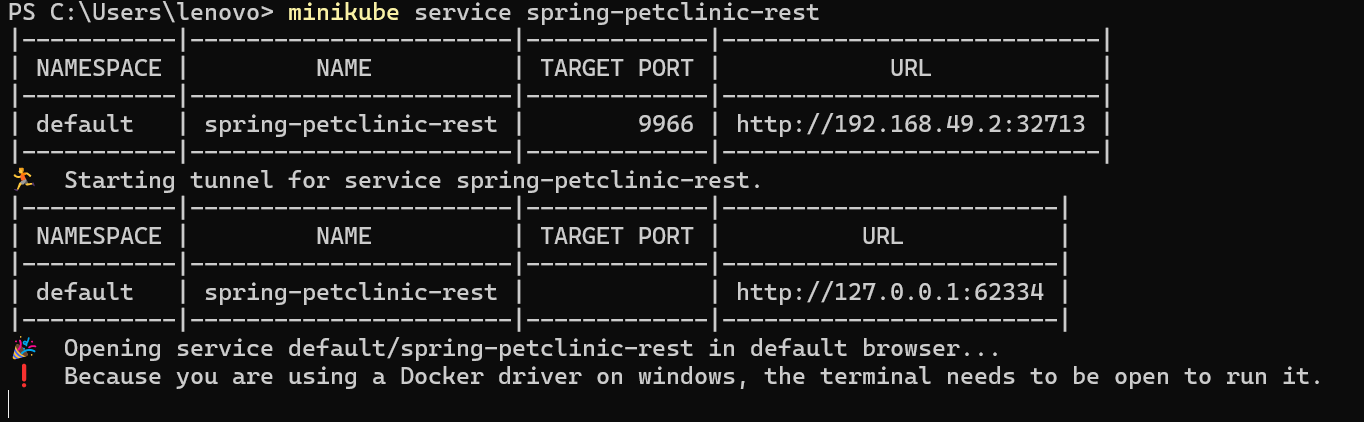 PS C:\Users\lenovo> minikube service spring-petclinic-rest
|-----------|-----------------------|-------------|---------------------------|
| NAMESPACE |         NAME          | TARGET PORT |            URL            |
|-----------|-----------------------|-------------|---------------------------|
| default   | spring-petclinic-rest |        9966 | http://192.168.49.2:32713 |
|-----------|-----------------------|-------------|---------------------------|
🏃  Starting tunnel for service spring-petclinic-rest.
|-----------|-----------------------|-------------|------------------------|
| NAMESPACE |         NAME          | TARGET PORT |          URL           |
|-----------|-----------------------|-------------|------------------------|
| default   | spring-petclinic-rest |             | http://127.0.0.1:62334 |
|-----------|-----------------------|-------------|------------------------|
🎉  Opening service default/spring-petclinic-rest in default browser...
❗  Because you are using a Docker driver on windows, the terminal needs to be open to run it.